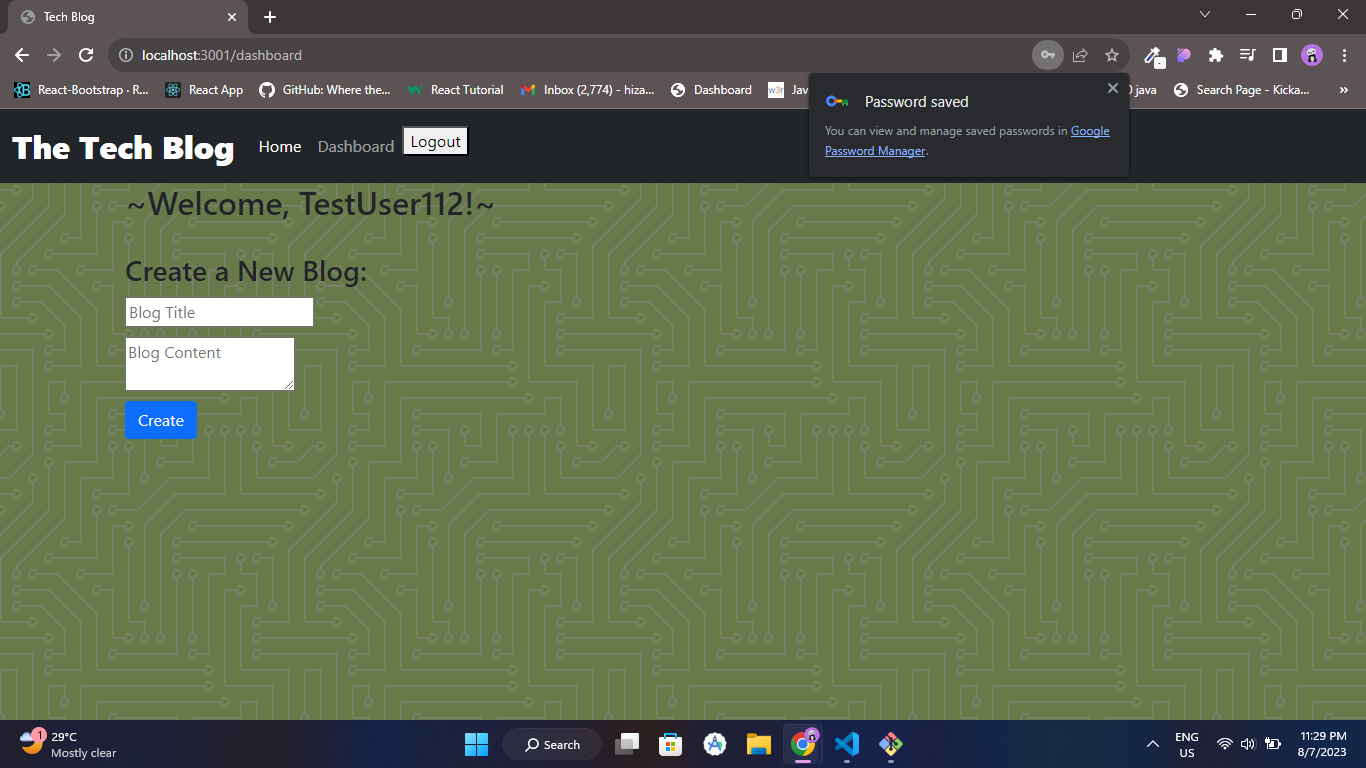 Tech Blog
localhost:3001/dashboard
React-Bootstrap · R...
React App
GitHub: Where the...
React Tutorial
Inbox (2,774) - hiza...
Dashboard
w3r
Jav
java
Search Page - Kicka...
»
Password saved
You can view and manage saved passwords in Google
Password Manager.
The Tech Blog
Home
Dashboard
Logout
~Welcome, TestUser112!~
Create a New Blog:
Blog Title
Blog Content
Create
1
29°C
Mostly clear
Search
ENG
US
11:29 PM
8/7/2023